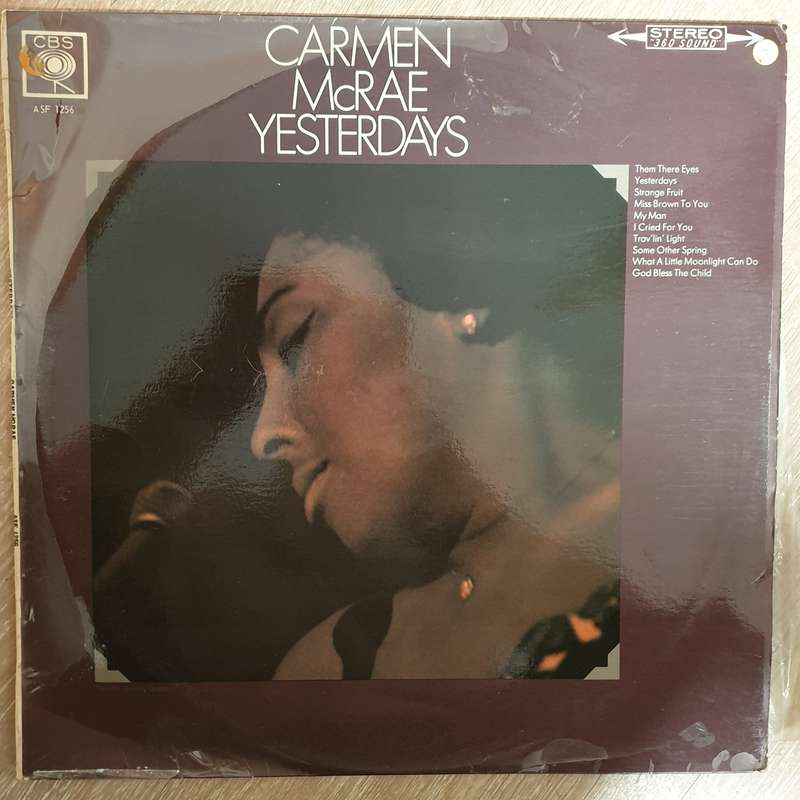 CBS
ASF 1256
CARMEN
McRAE
YESTERDAYS
STEREO
"360 SOUND"
Them There Eyes
Yesterdays
Strange Fruit
Miss Brown To You
My Man
I Cried For You
Trav'lin' Light
Some Other Spring
What A Little Moonlight Can Do
God Bless The Child
CARMEN McRAE